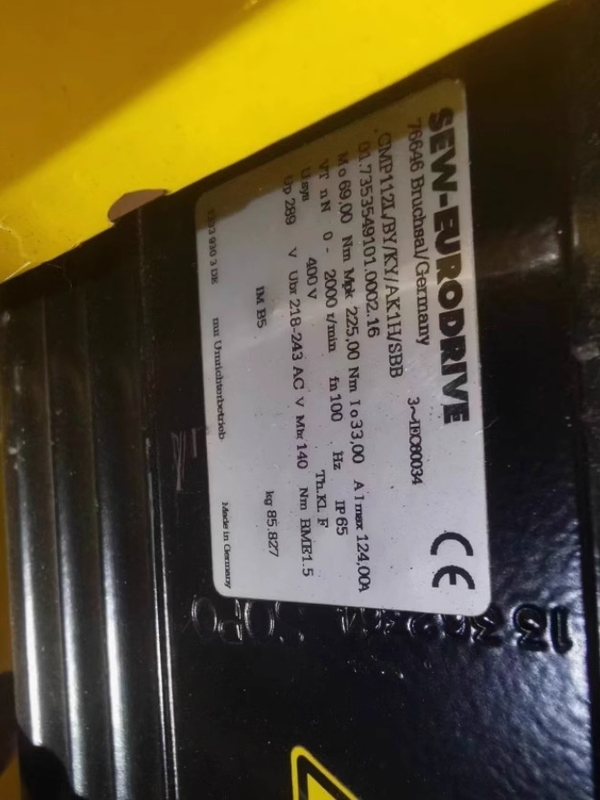 SEW-EURODRIVE
76646 Bruchsal/Germany 3~IEC60034
CE
CMP112L/BY/KY/AK1H/SBB
01.7353549101.0002.16
Mo 69,00 Nm Mpk 225,00 Nm Io 33,00 A Imax 124,00A
VT nN 0 - 2000 r/min fn 100 Hz IP 65
Usys 400 V Th.Kl. F
Up 289 V Ubr 218-243 AC V Mbr 140 Nm BME1.5
IM B5 kg 85.827
nur Umrichterbetrieb Made in Germany